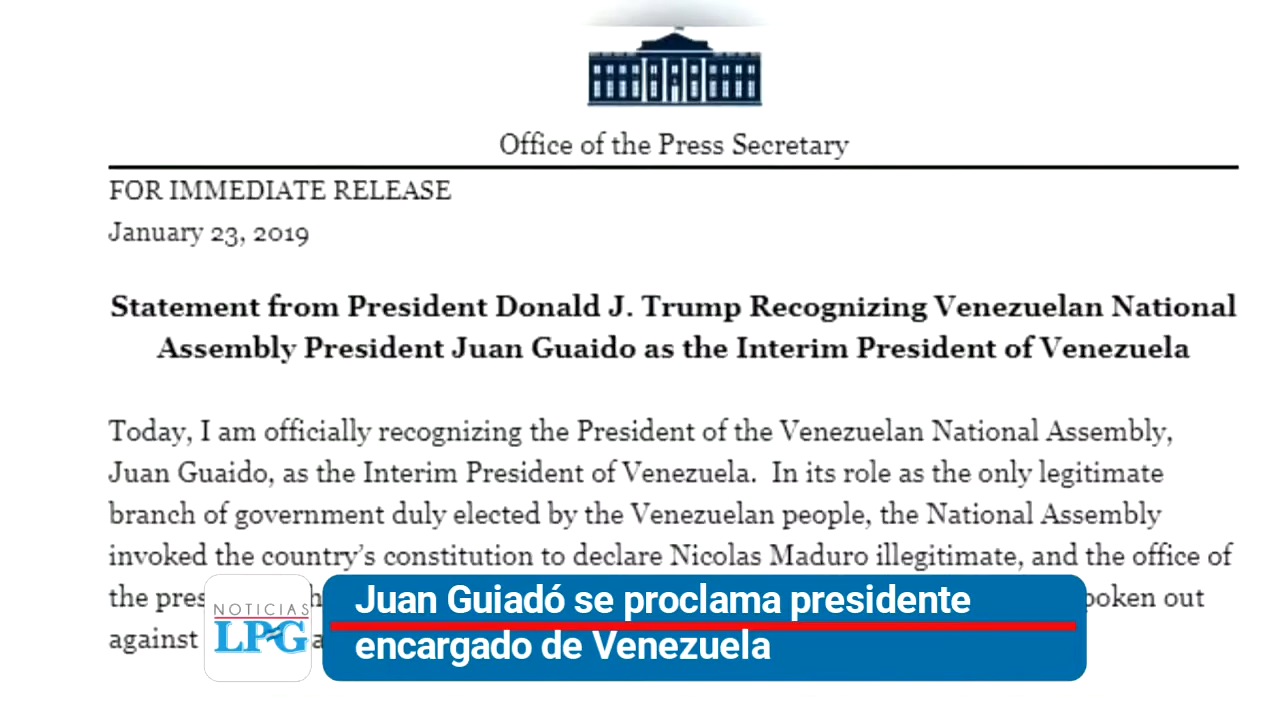 Office of the Press Secretary
FOR IMMEDIATE RELEASE
January 23, 2019
Statement from President Donald J. Trump Recognizing Venezuelan National
Assembly President Juan Guaido as the Interim President of Venezuela
Today, I am officially recognizing the President of the Venezuelan National Assembly,
Juan Guaido, as the Interim President of Venezuela. In its role as the only legitimate
branch of government duly elected by the Venezuelan people, the National Assembly
invoked the country’s constitution to declare Nicolas Maduro illegitimate, and the office of
the poken out
against
NOTICIAS
LPG
Juan Guiadó se proclama presidente
encargado de Venezuela